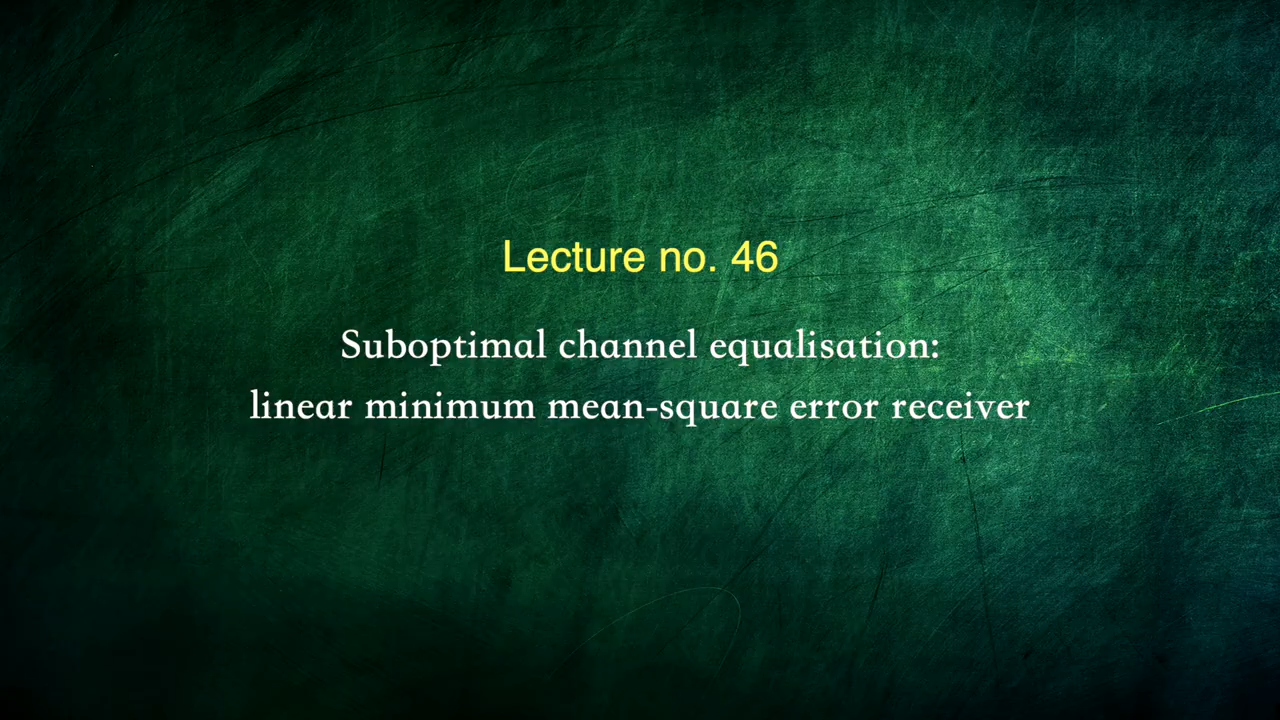 Lecture no. 46
Suboptimal channel equalisation:
linear minimum mean-square error receiver